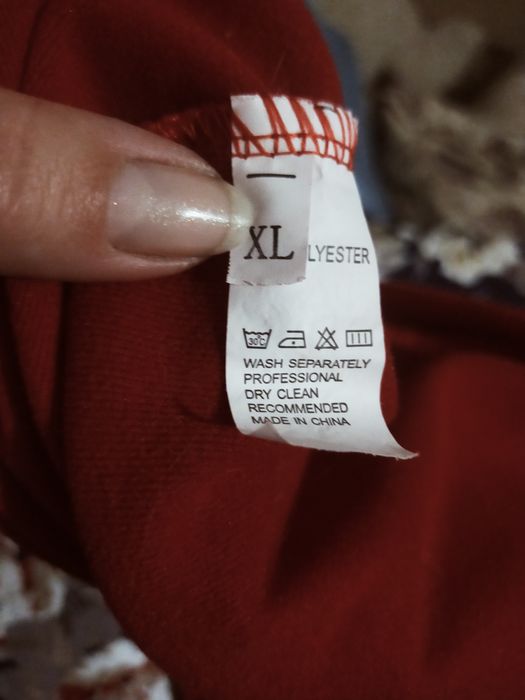 XL
LYESTER
30°C
WASH SEPARATELY
PROFESSIONAL
DRY CLEAN
RECOMMENDED
MADE IN CHINA